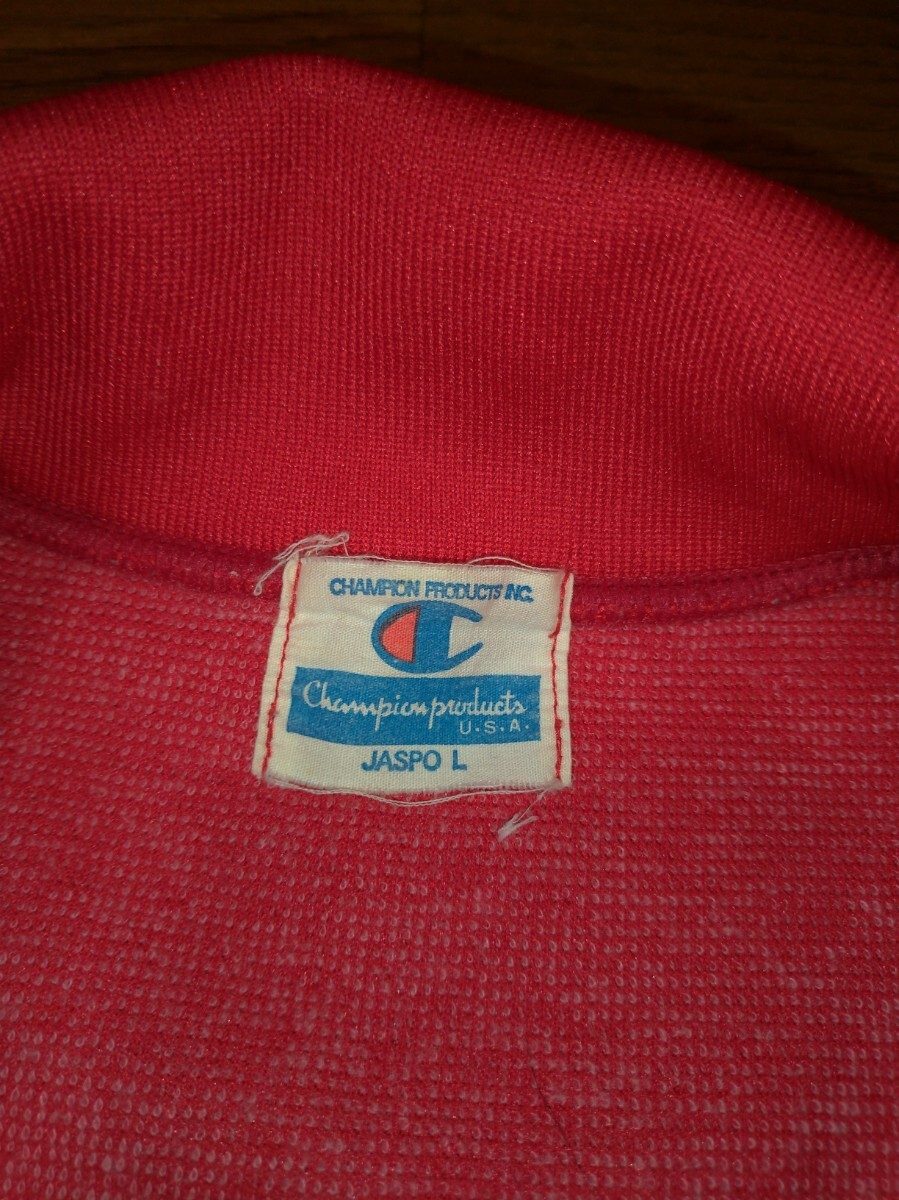 CHAMPION PRODUCTS INC.
C
Champion products
U.S.A.
JASPO L